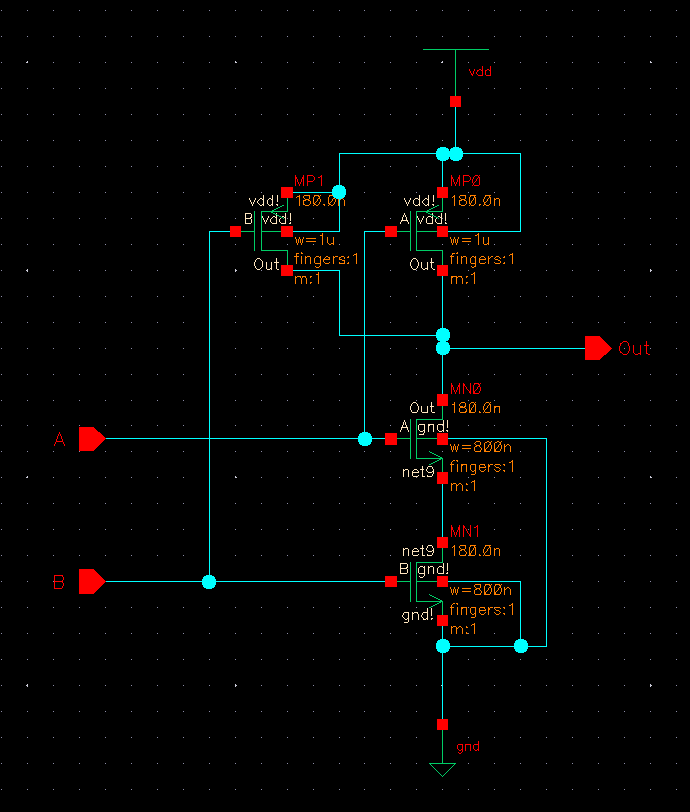 vdd
MP1
180.0n
vdd!
B vdd!
w=1u
Out
fingers:1
m:1
MP0
180.0n
vdd!
A vdd!
w=1u
Out
fingers:1
m:1
Out
MN0
Out
180.0n
A
A gnd!
w=800n
net9
fingers:1
m:1
MN1
net9
180.0n
B
B gnd!
w=800n
gnd!
fingers:1
m:1
gnd